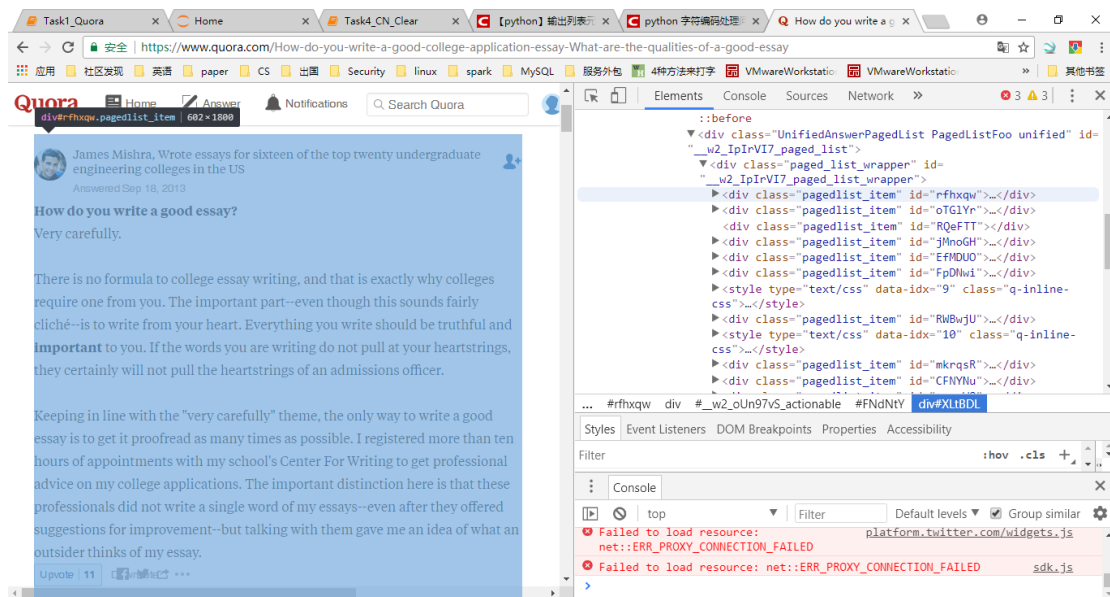 Task1_Quora
Home
Task4_CN_Clear
【python】输出列表元
python 字符编码处理问
How do you write a g
安全 https://www.quora.com/How-do-you-write-a-good-college-application-essay-What-are-the-qualities-of-a-good-essay
应用 社区发现 英语 paper CS 出国 Security linux spark MySQL 服务外包 4种方法来打字 VMwareWorkstatio VMwareWorkstatio » 其他书签
Quora Home Answer Notifications Search Quora
div#rfhxqw.pagedlist_item 602×1800
James Mishra, Wrote essays for sixteen of the top twenty undergraduate
engineering colleges in the US
Answered Sep 18, 2013
How do you write a good essay?
Very carefully.
There is no formula to college essay writing, and that is exactly why colleges
require one from you. The important part--even though this sounds fairly
cliché--is to write from your heart. Everything you write should be truthful and
important to you. If the words you are writing do not pull at your heartstrings,
they certainly will not pull the heartstrings of an admissions officer.
Keeping in line with the "very carefully" theme, the only way to write a good
essay is to get it proofread as many times as possible. I registered more than ten
hours of appointments with my school's Center For Writing to get professional
advice on my college applications. The important distinction here is that these
professionals did not write a single word of my essays--even after they offered
suggestions for improvement--but talking with them gave me an idea of what an
outsider thinks of my essay.
Upvote 11
Elements Console Sources Network » 3 3
::before
▼<div class="UnifiedAnswerPagedList PagedListFoo unified" id=
"__w2_IpIrVI7_paged_list">
▼<div class="paged_list_wrapper" id=
"__w2_IpIrVI7_paged_list_wrapper">
▶<div class="pagedlist_item" id="rfhxqw">…</div>
▶<div class="pagedlist_item" id="oTGlYr">…</div>
<div class="pagedlist_item" id="RQeFTT"></div>
▶<div class="pagedlist_item" id="jMnoGH">…</div>
▶<div class="pagedlist_item" id="EfMDUO">…</div>
▶<div class="pagedlist_item" id="FpDNwi">…</div>
▶<style type="text/css" data-idx="9" class="q-inline-
css">…</style>
▶<div class="pagedlist_item" id="RWBwjU">…</div>
▶<style type="text/css" data-idx="10" class="q-inline-
css">…</style>
▶<div class="pagedlist_item" id="mkrqsR">…</div>
▶<div class="pagedlist_item" id="CFNYNu">…</div>
... #rfhxqw div #__w2_oUn97vS_actionable #FNdNtY div#XLtBDL
Styles Event Listeners DOM Breakpoints Properties Accessibility
Filter :hov .cls +
Console
top Filter Default levels ▼ Group similar
Failed to load resource: platform.twitter.com/widgets.js
net::ERR_PROXY_CONNECTION_FAILED
Failed to load resource: net::ERR_PROXY_CONNECTION_FAILED sdk.js
>